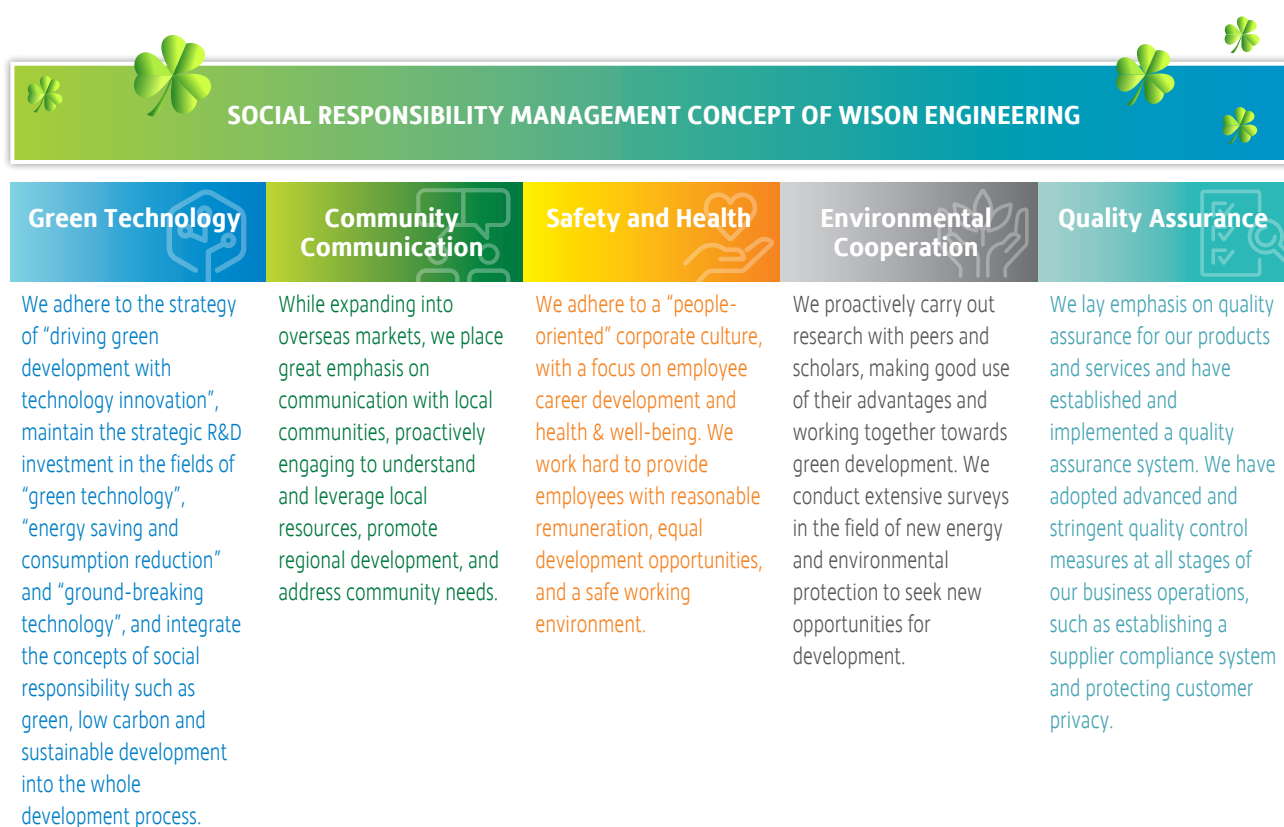 SOCIAL RESPONSIBILITY MANAGEMENT CONCEPT OF WISON ENGINEERING
Green Technology
We adhere to the strategy
of “driving green
development with
technology innovation”,
maintain the strategic R&D
investment in the fields of
“green technology”,
“energy saving and
consumption reduction”
and “ground-breaking
technology”, and integrate
the concepts of social
responsibility such as
green, low carbon and
sustainable development
into the whole
development process.
Community
Communication
While expanding into
overseas markets, we place
great emphasis on
communication with local
communities, proactively
engaging to understand
and leverage local
resources, promote
regional development, and
address community needs.
Safety and Health
We adhere to a “people-
oriented” corporate culture,
with a focus on employee
career development and
health & well-being. We
work hard to provide
employees with reasonable
remuneration, equal
development opportunities,
and a safe working
environment.
Environmental
Cooperation
We proactively carry out
research with peers and
scholars, making good use
of their advantages and
working together towards
green development. We
conduct extensive surveys
in the field of new energy
and environmental
protection to seek new
opportunities for
development.
Quality Assurance
We lay emphasis on quality
assurance for our products
and services and have
established and
implemented a quality
assurance system. We have
adopted advanced and
stringent quality control
measures at all stages of
our business operations,
such as establishing a
supplier compliance system
and protecting customer
privacy.